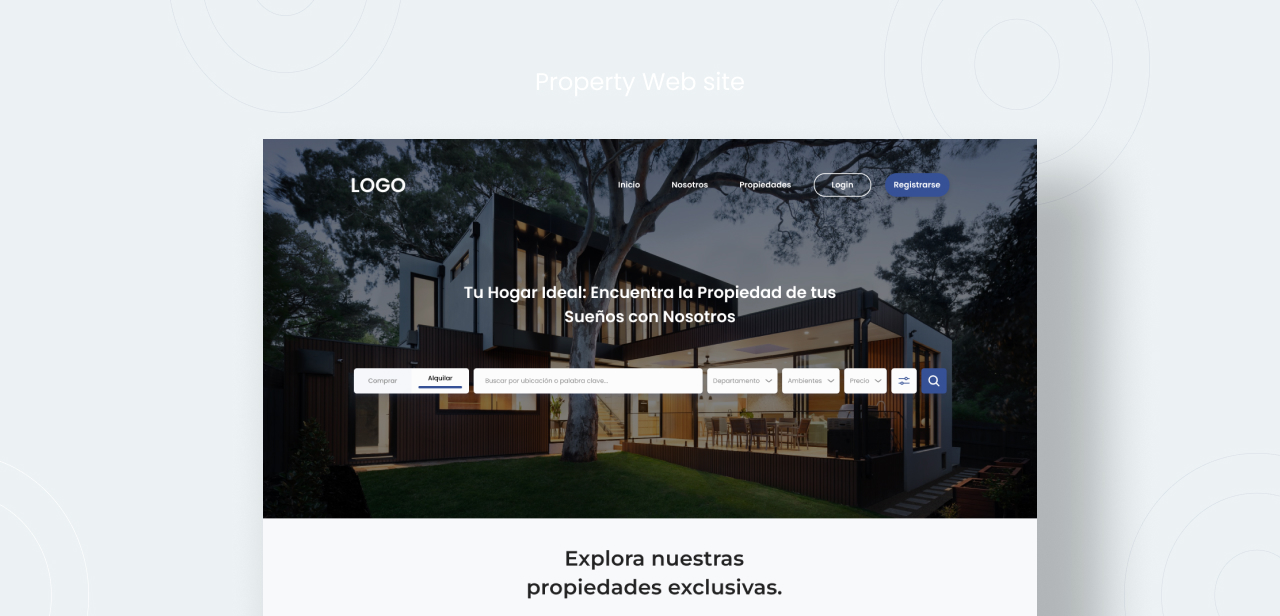 Property Web site
LOGO
Inicio
Nosotros
Propiedades
Login
Registrarse
Tu Hogar Ideal: Encuentra la Propiedad de tus
Sueños con Nosotros
Comprar
Alquilar
Buscar por ubicación o palabra clave...
Departamento
Ambientes
Precio
Explora nuestras
propiedades exclusivas.